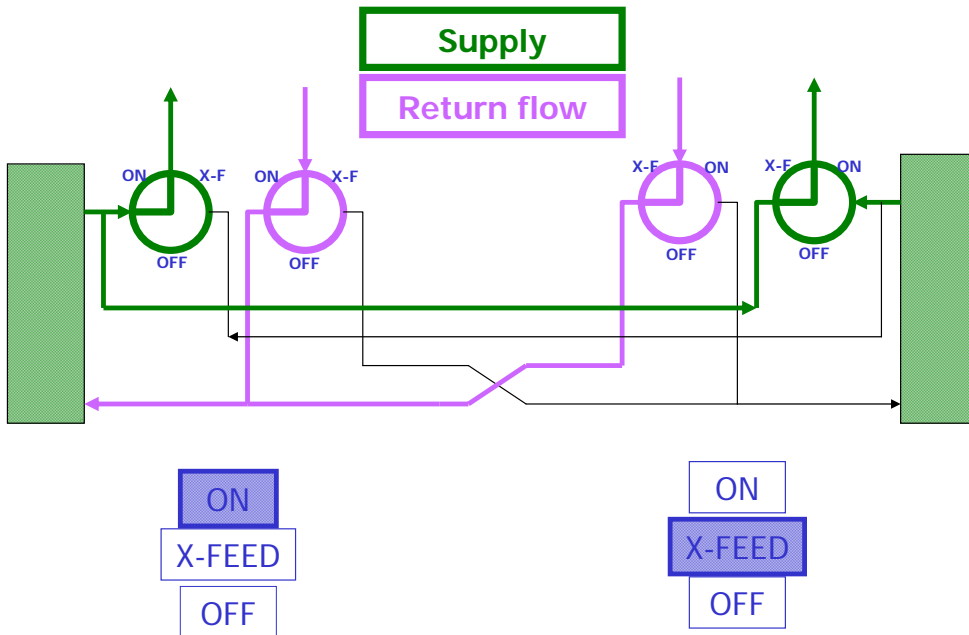 Supply
Return flow
ON
X-F
OFF
ON
X-F
OFF
X-F
ON
OFF
X-F
ON
OFF
ON
X-FEED
OFF
ON
X-FEED
OFF